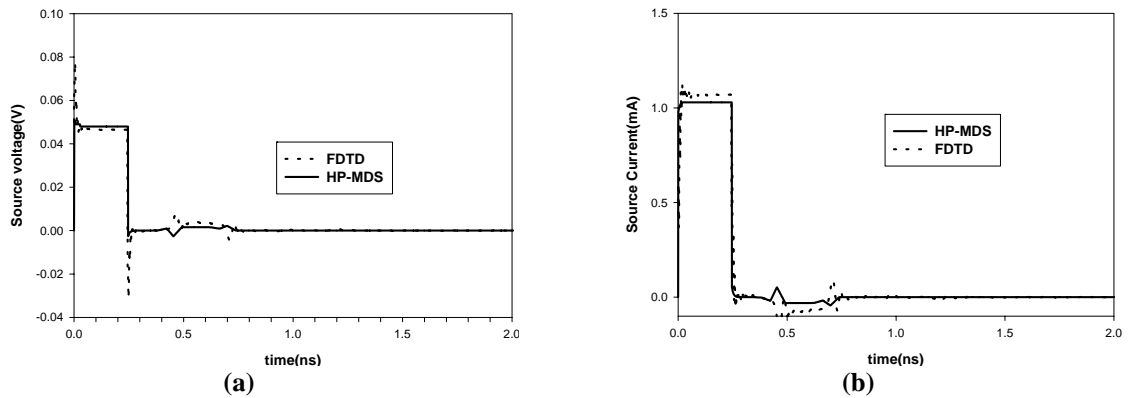 0.10
0.08
0.06
0.04
0.02
0.00
-0.02
-0.04
Source voltage(V)
FDTD
HP-MDS
0.0
0.5
1.0
1.5
2.0
time(ns)
(a)
1.5
1.0
0.5
0.0
Source Current(mA)
HP-MDS
FDTD
0.0
0.5
1.0
1.5
2.0
time(ns)
(b)